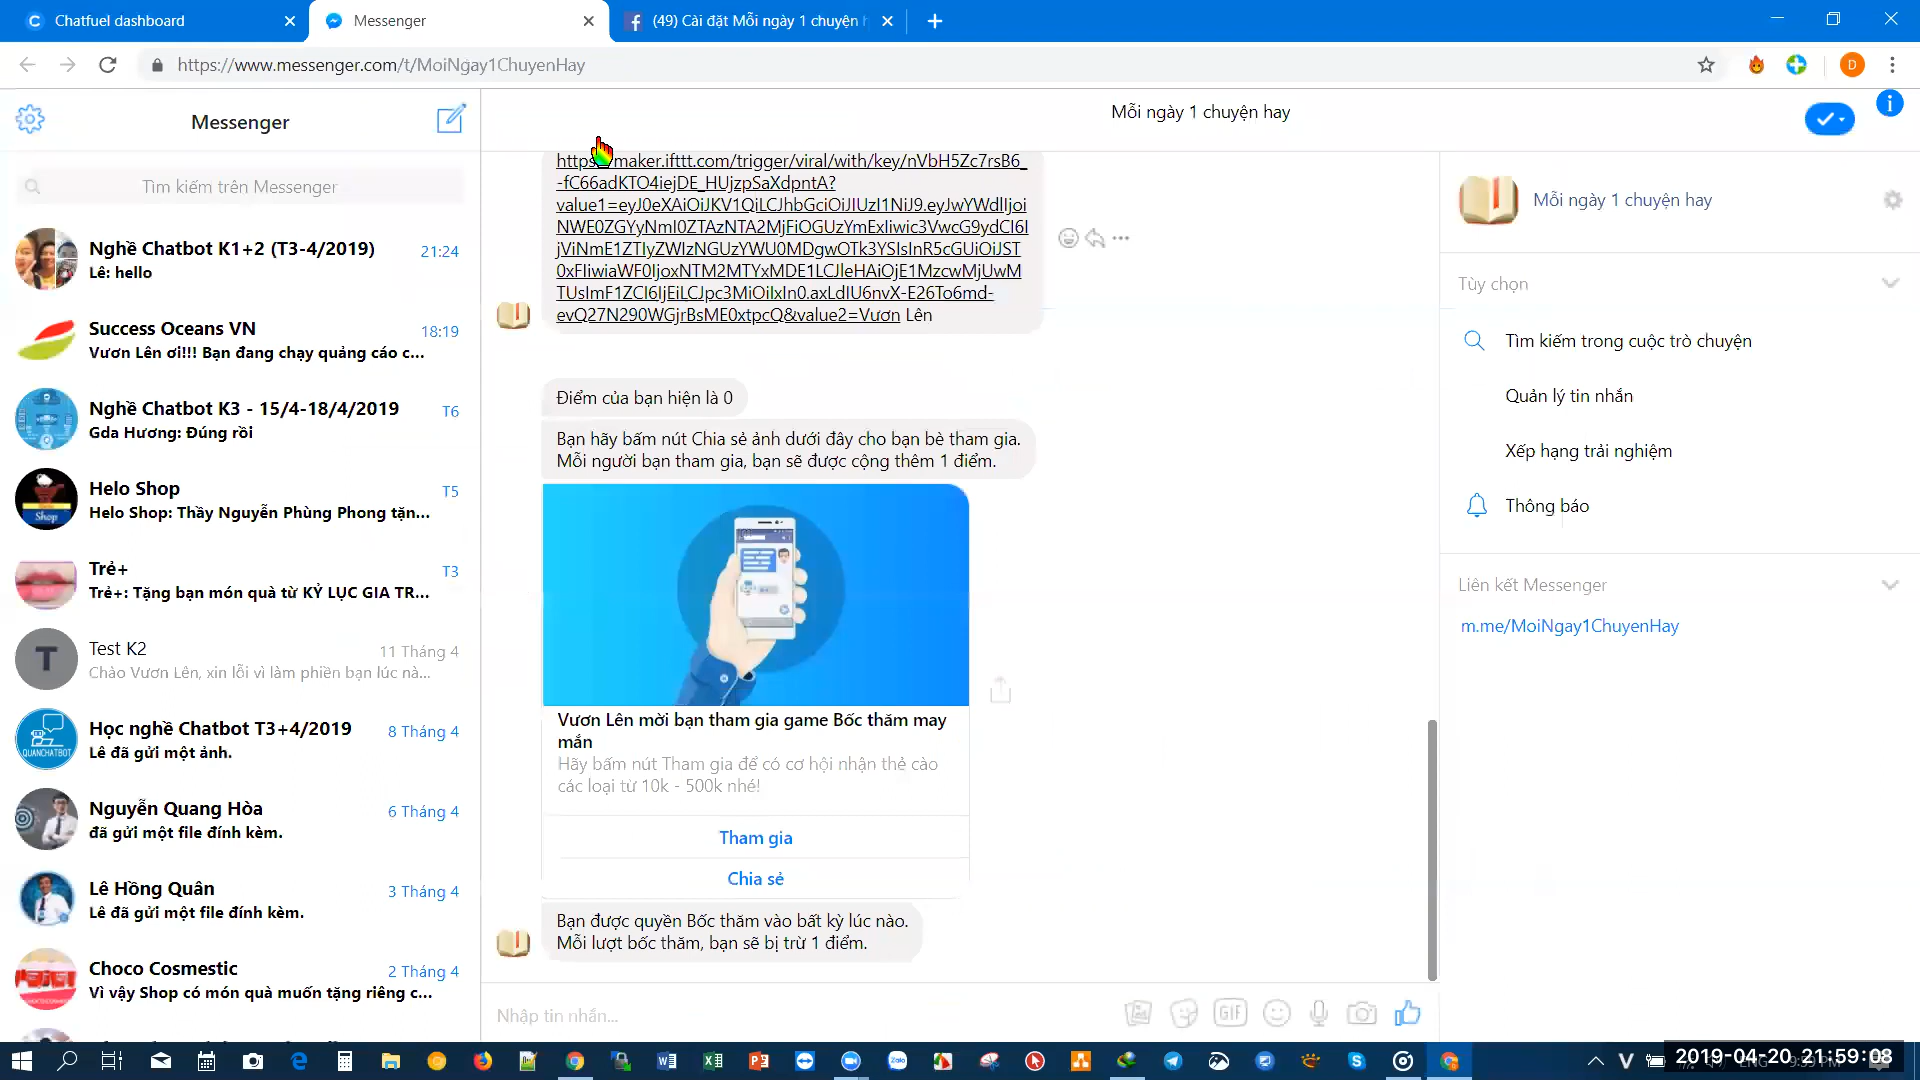 Chatfuel dashboard
Messenger
(49) Cài đặt Mỗi ngày 1 chuyện h
https://www.messenger.com/t/MoiNgay1ChuyenHay
D
Messenger
Tìm kiếm trên Messenger
Nghề Chatbot K1+2 (T3-4/2019)
21:24
Lê: hello
Success Oceans VN
18:19
Vươn Lên ơi!!! Bạn đang chạy quảng cáo c...
Nghề Chatbot K3 - 15/4-18/4/2019
T6
Gda Hương: Đúng rồi
Helo Shop
T5
Helo Shop: Thầy Nguyễn Phùng Phong tặn...
Shop
Trẻ+
T3
Trẻ+: Tặng bạn món quà từ KỶ LỤC GIA TR...
T
Test K2
11 Tháng 4
Chào Vươn Lên, xin lỗi vì làm phiền bạn lúc nà...
Học nghề Chatbot T3+4/2019
8 Tháng 4
Lê đã gửi một ảnh.
QUANCHATBOT
Nguyễn Quang Hòa
6 Tháng 4
đã gửi một file đính kèm.
Lê Hồng Quân
3 Tháng 4
Lê đã gửi một file đính kèm.
Choco Cosmestic
2 Tháng 4
Vì vậy Shop có món quà muốn tặng riêng c...
Mỗi ngày 1 chuyện hay
maker.ifttt.com/trigger/viral/with/key/nVbH5Zc7rsB6_
-fC66adKTO4iejDE_HUjzpSaXdpntA?
value1=eyJ0eXAiOiJKV1QiLCJhbGciOiJIUzI1NiJ9.eyJwYWdlIjoi
NWE0ZGYyNmI0ZTAzNTA2MjFiOGUzYmExIiwic3VwcG9ydCI6I
jViNmE1ZTIyZWIzNGUzYWU0MDgwOTk3YSIsInR5cGUiOiJST
0xFIiwiaWF0IjoxNTM2MTYxMDE1LCJleHAiOjE1MzcwMjUwM
TUsImF1ZCI6IjEiLCJpc3MiOiIxIn0.axLdIU6nvX-E26To6md-
evQ27N290WGjrBsME0xtpcQ&value2=Vươn Lên
Điểm của bạn hiện là 0
Bạn hãy bấm nút Chia sẻ ảnh dưới đây cho bạn bè tham gia.
Mỗi người bạn tham gia, bạn sẽ được cộng thêm 1 điểm.
Vươn Lên mời bạn tham gia game Bốc thăm may
mắn
Hãy bấm nút Tham gia để có cơ hội nhận thẻ cào
các loại từ 10k - 500k nhé!
Tham gia
Chia sẻ
Bạn được quyền Bốc thăm vào bất kỳ lúc nào.
Mỗi lượt bốc thăm, bạn sẽ bị trừ 1 điểm.
Nhập tin nhắn...
GIF
Mỗi ngày 1 chuyện hay
Tùy chọn
Tìm kiếm trong cuộc trò chuyện
Quản lý tin nhắn
Xếp hạng trải nghiệm
Thông báo
Liên kết Messenger
m.me/MoiNgay1ChuyenHay
2019-04-20 21:59:08